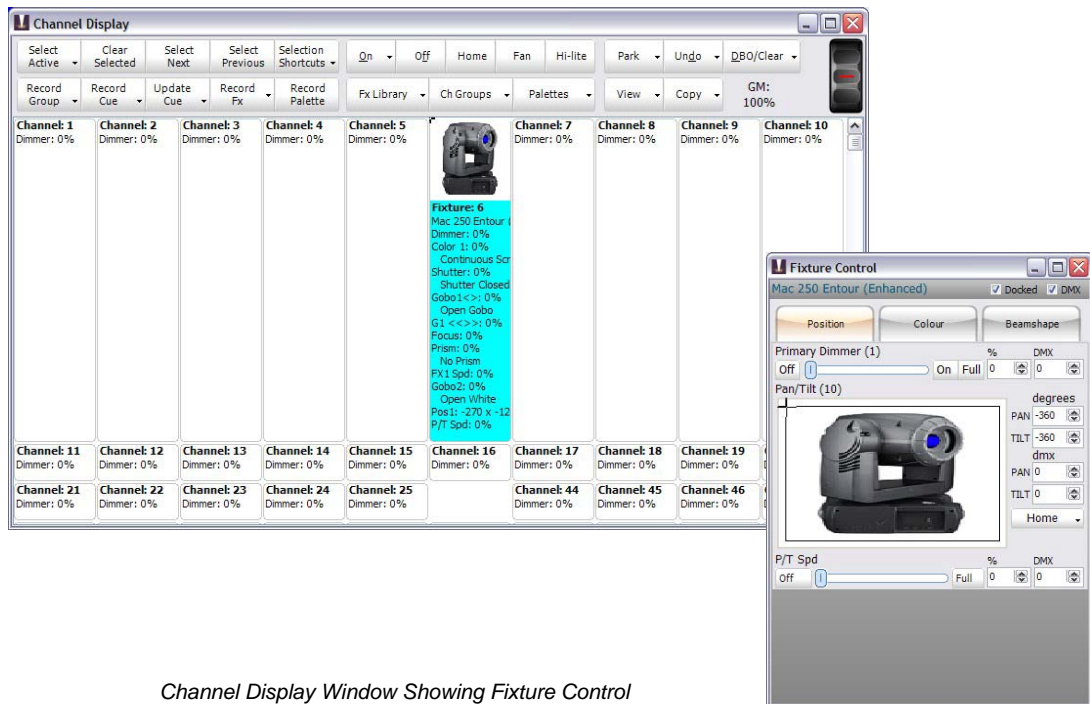 Channel Display
Select Active
Clear Selected
Select Next
Select Previous
Selection Shortcuts
On
Off
Home
Fan
Hi-lite
Park
Undo
DBO/Clear
Record Group
Record Cue
Update Cue
Record Fx
Record Palette
Fx Library
Ch Groups
Palettes
View
Copy
GM: 100%
Channel: 1
Dimmer: 0%
Channel: 2
Dimmer: 0%
Channel: 3
Dimmer: 0%
Channel: 4
Dimmer: 0%
Channel: 5
Dimmer: 0%
Fixture: 6
Mac 250 Entour (
Dimmer: 0%
Color 1: 0%
Continuous Scr
Shutter: 0%
Shutter Closed
Gobo1<>: 0%
Open Gobo
G1 <<>>: 0%
Focus: 0%
Prism: 0%
No Prism
FX1 Spd: 0%
Gobo2: 0%
Open White
Pos1: -270 x -12
P/T Spd: 0%
Channel: 7
Dimmer: 0%
Channel: 8
Dimmer: 0%
Channel: 9
Dimmer: 0%
Channel: 10
Dimmer: 0%
Channel: 11
Dimmer: 0%
Channel: 12
Dimmer: 0%
Channel: 13
Dimmer: 0%
Channel: 14
Dimmer: 0%
Channel: 15
Dimmer: 0%
Channel: 16
Dimmer: 0%
Channel: 17
Dimmer: 0%
Channel: 18
Dimmer: 0%
Channel: 19
Dimmer: 0%
Channel: 21
Dimmer: 0%
Channel: 22
Dimmer: 0%
Channel: 23
Dimmer: 0%
Channel: 24
Dimmer: 0%
Channel: 25
Dimmer: 0%
Channel: 44
Dimmer: 0%
Channel: 45
Dimmer: 0%
Channel: 46
Dimmer: 0%
Fixture Control
Mac 250 Entour (Enhanced)
Docked
DMX
Position
Colour
Beamshape
Primary Dimmer (1)
% DMX
Off
On
Full
0
0
Pan/Tilt (10)
degrees
PAN -360
TILT -360
dmx
PAN 0
TILT 0
Home
P/T Spd
% DMX
Off
Full
0
0
Channel Display Window Showing Fixture Control